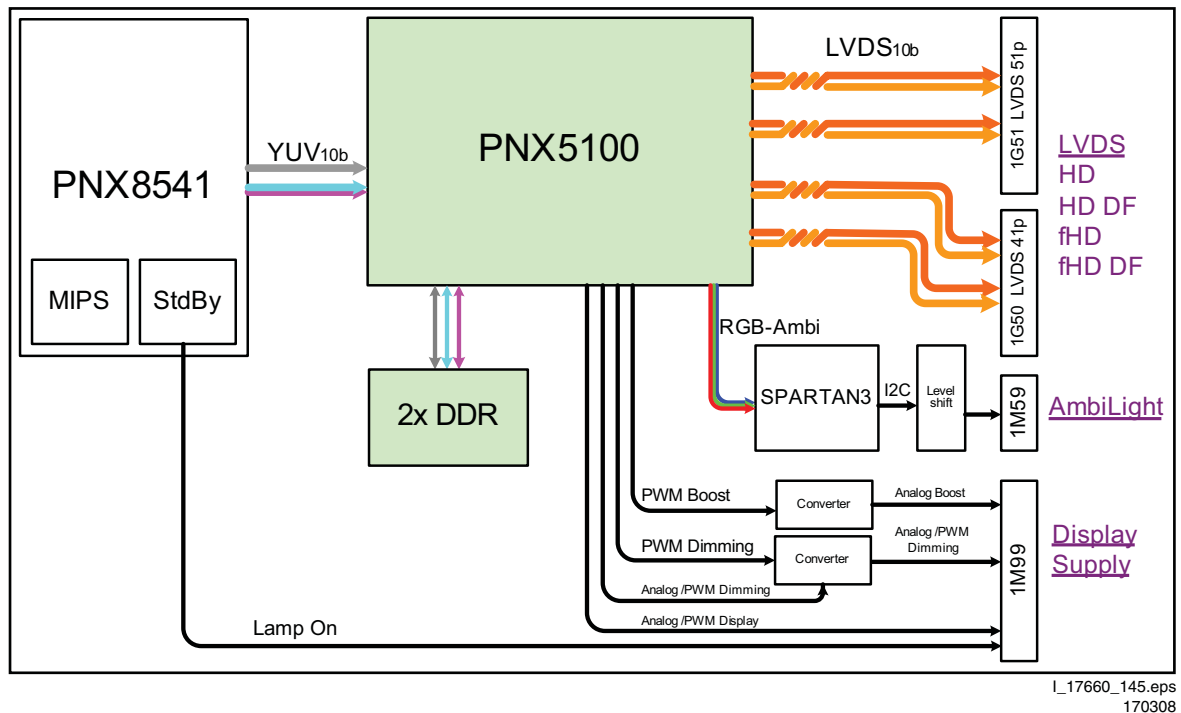 PNX8541
MIPS
StdBy
YUV10b
PNX5100
2x DDR
LVDS10b
1G51 LVDS 51p
1G50 LVDS 41p
LVDS
HD
HD DF
fHD
fHD DF
RGB-Ambi
SPARTAN3
I2C
Level
shift
1M59
AmbiLight
PWM Boost
Converter
Analog Boost
PWM Dimming
Converter
Analog /PWM
Dimming
Analog /PWM Dimming
Analog /PWM Display
Lamp On
1M99
Display
Supply
I_17660_145.eps
170308